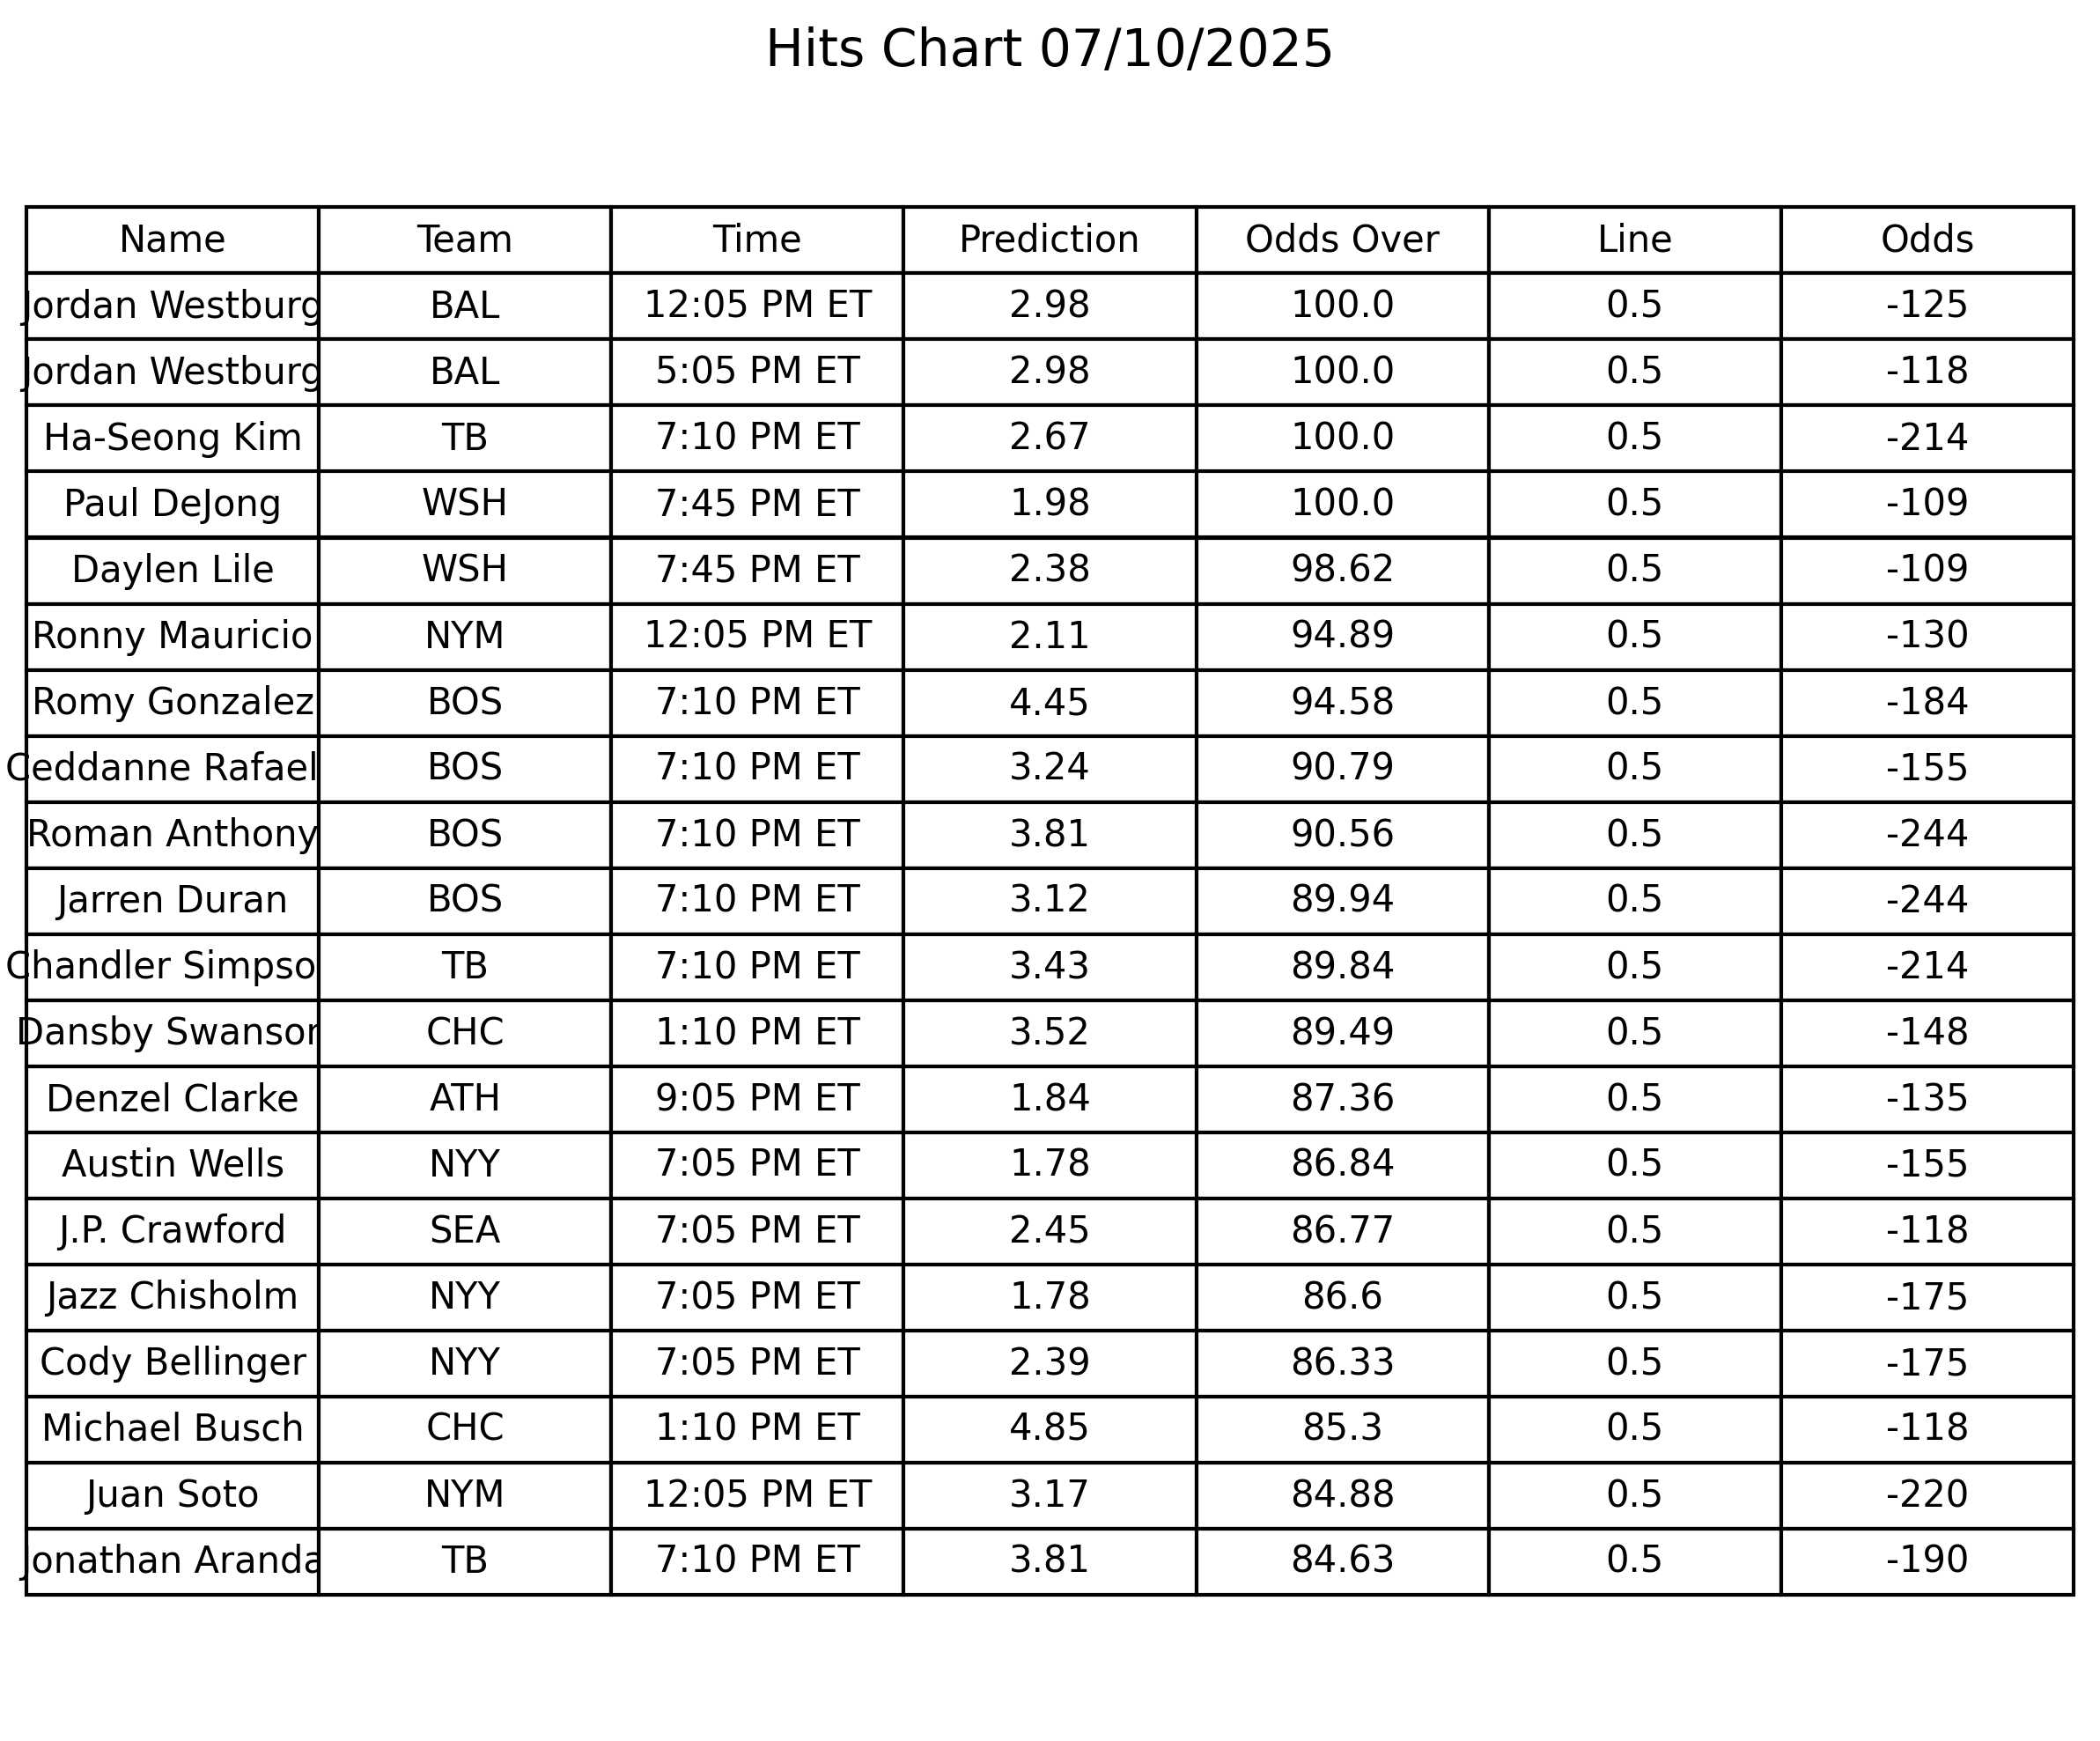 Hits Chart 07/10/2025
Name Team Time Prediction Odds Over Line Odds
Jordan Westburg BAL 12:05 PM ET 2.98 100.0 0.5 -125
Jordan Westburg BAL 5:05 PM ET 2.98 100.0 0.5 -118
Ha-Seong Kim TB 7:10 PM ET 2.67 100.0 0.5 -214
Paul DeJong WSH 7:45 PM ET 1.98 100.0 0.5 -109
Daylen Lile WSH 7:45 PM ET 2.38 98.62 0.5 -109
Ronny Mauricio NYM 12:05 PM ET 2.11 94.89 0.5 -130
Romy Gonzalez BOS 7:10 PM ET 4.45 94.58 0.5 -184
Ceddanne Rafael BOS 7:10 PM ET 3.24 90.79 0.5 -155
Roman Anthony BOS 7:10 PM ET 3.81 90.56 0.5 -244
Jarren Duran BOS 7:10 PM ET 3.12 89.94 0.5 -244
Chandler Simpso TB 7:10 PM ET 3.43 89.84 0.5 -214
Dansby Swanson CHC 1:10 PM ET 3.52 89.49 0.5 -148
Denzel Clarke ATH 9:05 PM ET 1.84 87.36 0.5 -135
Austin Wells NYY 7:05 PM ET 1.78 86.84 0.5 -155
J.P. Crawford SEA 7:05 PM ET 2.45 86.77 0.5 -118
Jazz Chisholm NYY 7:05 PM ET 1.78 86.6 0.5 -175
Cody Bellinger NYY 7:05 PM ET 2.39 86.33 0.5 -175
Michael Busch CHC 1:10 PM ET 4.85 85.3 0.5 -118
Juan Soto NYM 12:05 PM ET 3.17 84.88 0.5 -220
Jonathan Aranda TB 7:10 PM ET 3.81 84.63 0.5 -190